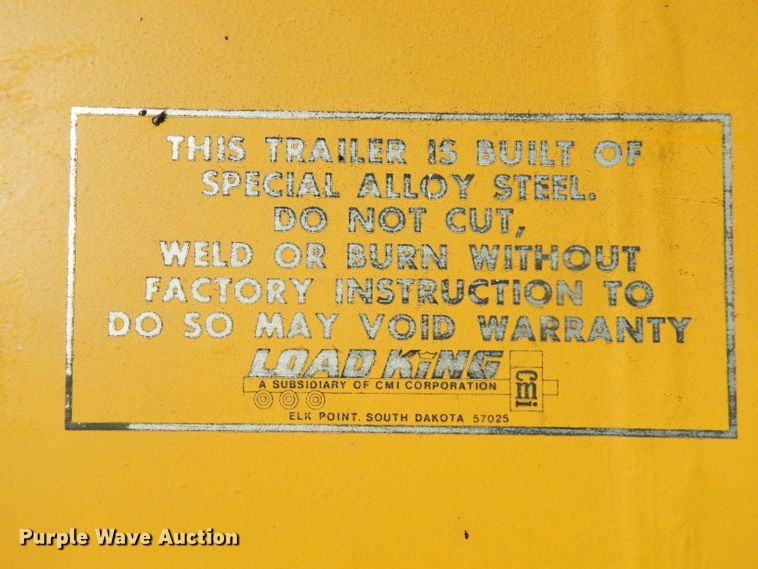 THIS TRAILER IS BUILT OF
SPECIAL ALLOY STEEL.
DO NOT CUT,
WELD OR BURN WITHOUT
FACTORY INSTRUCTION TO
DO SO MAY VOID WARRANTY
LOAD KING
A SUBSIDIARY OF CMI CORPORATION
cmi
ELK POINT, SOUTH DAKOTA 57025
Purple Wave Auction